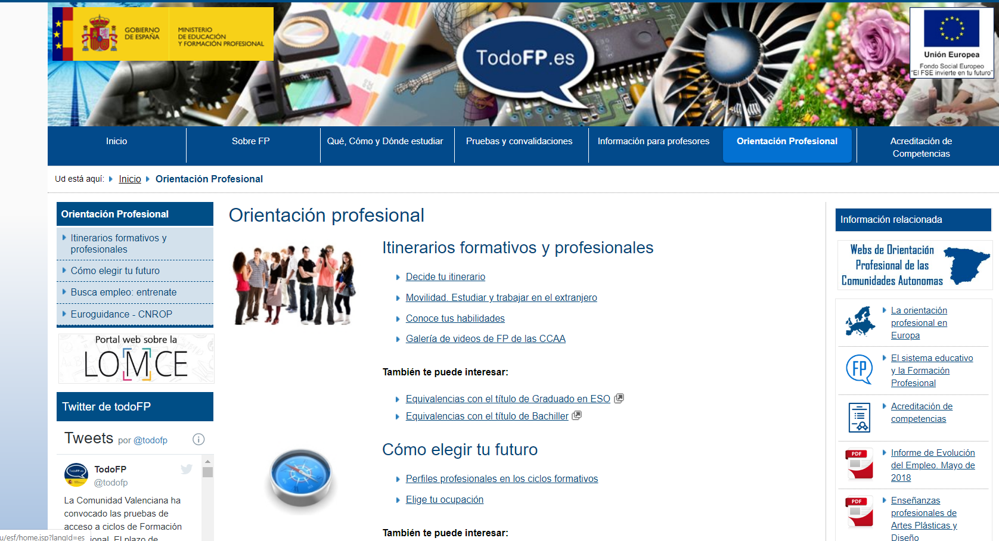 GOBIERNO
DE ESPAÑA
MINISTERIO
DE EDUCACIÓN
Y FORMACIÓN PROFESIONAL
TodoFP.es
Unión Europea
Fondo Social Europeo
"El FSE invierte en tu futuro"
Inicio
Sobre FP
Qué, Cómo y Dónde estudiar
Pruebas y convalidaciones
Información para profesores
Orientación Profesional
Acreditación de
Competencias
Ud está aquí: Inicio Orientación Profesional
Orientación Profesional
Itinerarios formativos y
profesionales
Cómo elegir tu futuro
Busca empleo: entrenate
Euroguidance - CNROP
Portal web sobre la
LOMCE
Twitter de todoFP
Tweets por @todofp
TodoFP.es
TodoFP
@todofp
La Comunidad Valenciana ha
convocado las pruebas de
acceso a ciclos de Formación
ional. El plazo de
u/esf/home.jsp?langId=es
Orientación profesional
Itinerarios formativos y profesionales
Decide tu itinerario
Movilidad. Estudiar y trabajar en el extranjero
Conoce tus habilidades
Galería de videos de FP de las CCAA
También te puede interesar:
Equivalencias con el título de Graduado en ESO
Equivalencias con el título de Bachiller
Cómo elegir tu futuro
Perfiles profesionales en los ciclos formativos
Elige tu ocupación
También te puede interesar:
Información relacionada
Webs de Orientación
Profesional de las
Comunidades Autonomas
La orientación
profesional en
Europa
FP
El sistema educativo
y la Formación
Profesional
Acreditación de
competencias
PDF
Informe de Evolución
del Empleo. Mayo de
2018
PDF
Enseñanzas
profesionales de
Artes Plásticas y
Diseño